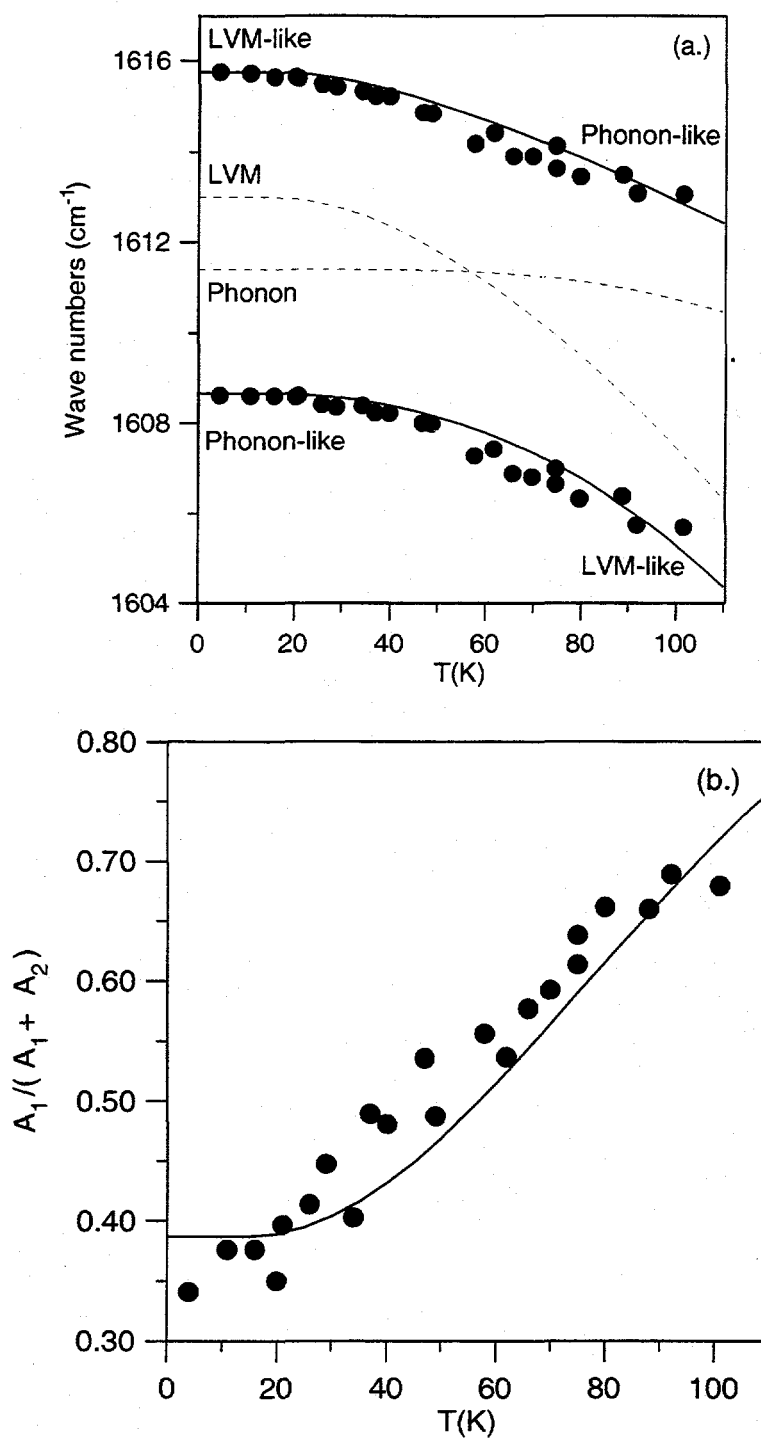 (a.)
LVM-like
1616
Phonon-like
LVM
1612
Phonon
Wave numbers (cm⁻¹)
1608
Phonon-like
LVM-like
1604
0 20 40 60 80 100
T(K)
0.80
(b.)
0.70
0.60
A₁/( A₁ + A₂)
0.50
0.40
0.30
0 20 40 60 80 100
T(K)